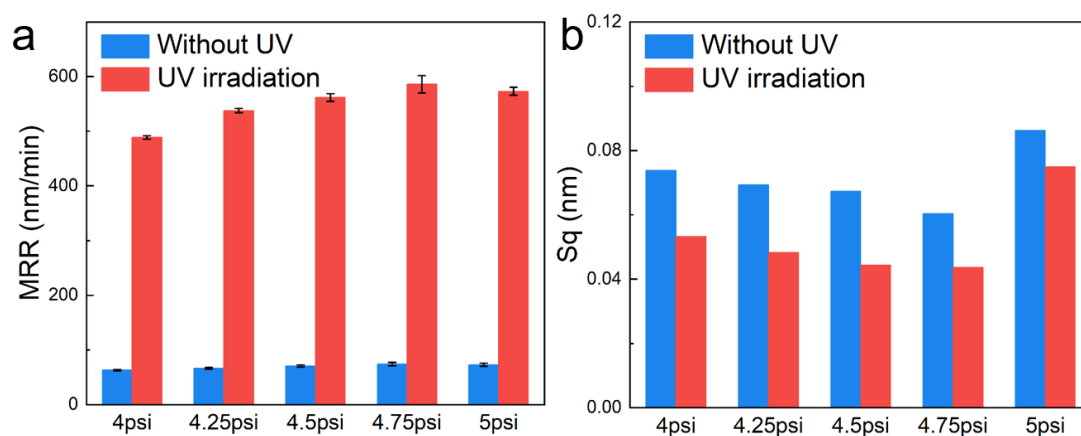 a
Without UV
UV irradiation
MRR (nm/min)
600
400
200
0
4psi 4.25psi 4.5psi 4.75psi 5psi
b
Without UV
UV irradiation
Sq (nm)
0.12
0.08
0.04
0.00
4psi 4.25psi 4.5psi 4.75psi 5psi